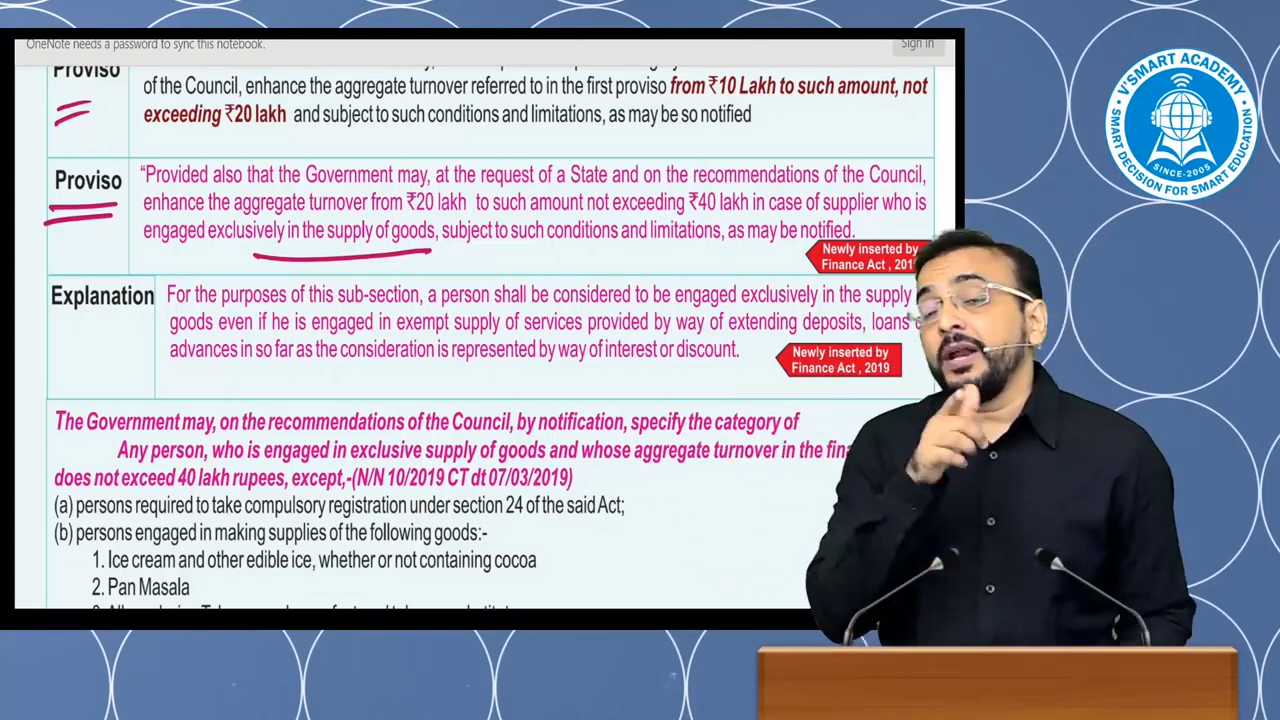 OneNote needs a password to sync this notebook.
Sign in
Proviso
of the Council, enhance the aggregate turnover referred to in the first proviso from ₹10 Lakh to such amount, not
exceeding ₹20 lakh and subject to such conditions and limitations, as may be so notified
Proviso
“Provided also that the Government may, at the request of a State and on the recommendations of the Council,
enhance the aggregate turnover from ₹20 lakh to such amount not exceeding ₹40 lakh in case of supplier who is
engaged exclusively in the supply of goods, subject to such conditions and limitations, as may be notified.
Newly inserted by
Finance Act , 201
Explanation
For the purposes of this sub-section, a person shall be considered to be engaged exclusively in the supply
goods even if he is engaged in exempt supply of services provided by way of extending deposits, loans
advances in so far as the consideration is represented by way of interest or discount.
Newly inserted by
Finance Act , 2019
The Government may, on the recommendations of the Council, by notification, specify the category of
Any person, who is engaged in exclusive supply of goods and whose aggregate turnover in the
does not exceed 40 lakh rupees, except,-(N/N 10/2019 CT dt 07/03/2019)
(a) persons required to take compulsory registration under section 24 of the said Act;
(b) persons engaged in making supplies of the following goods:-
1. Ice cream and other edible ice, whether or not containing cocoa
2. Pan Masala
V'SMART ACADEMY
SINCE-2005
SMART DECISION FOR SMART EDUCATION